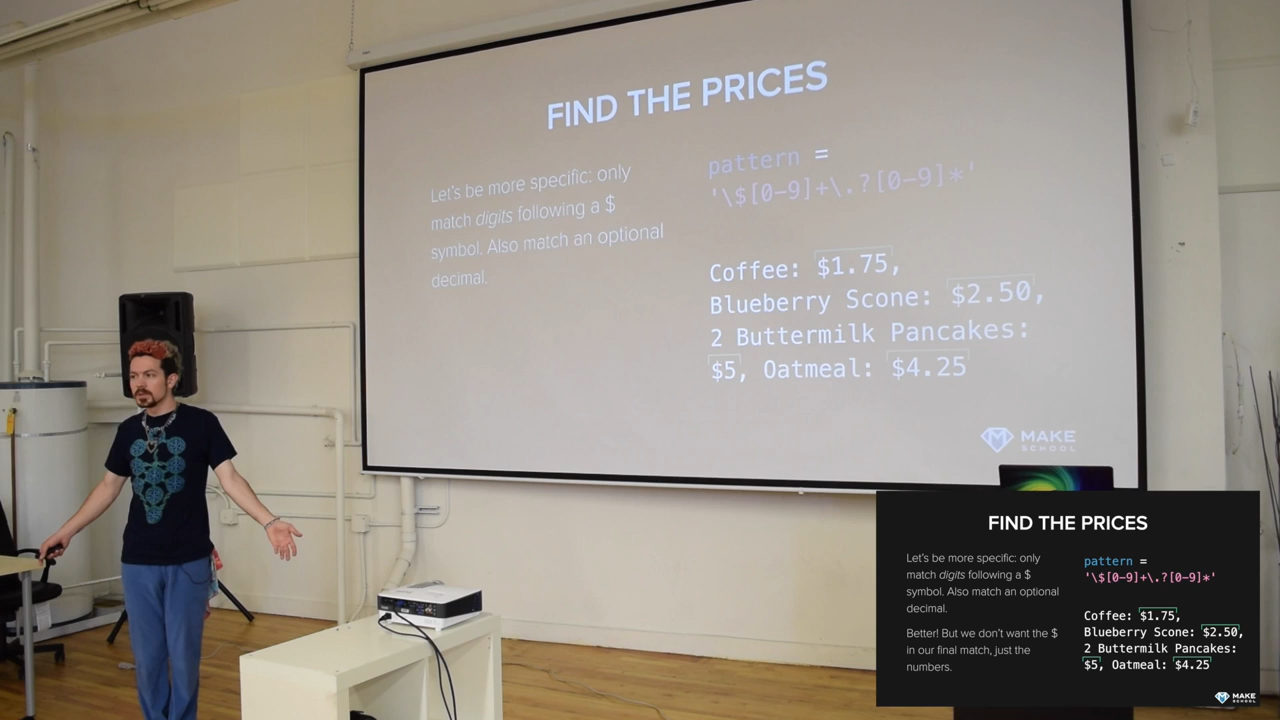 FIND THE PRICES
Let's be more specific: only
match digits following a $
symbol. Also match an optional
decimal.
pattern =
'\$[0-9]+\.?[0-9]*'
Coffee: $1.75,
Blueberry Scone: $2.50,
2 Buttermilk Pancakes:
$5, Oatmeal: $4.25
MAKE
SCHOOL
FIND THE PRICES
Let's be more specific: only
match digits following a $
symbol. Also match an optional
decimal.
Better! But we don't want the $
in our final match, just the
numbers.
pattern =
'\$[0-9]+\.?[0-9]*'
Coffee: $1.75,
Blueberry Scone: $2.50,
2 Buttermilk Pancakes:
$5, Oatmeal: $4.25
MAKE
SCHOOL